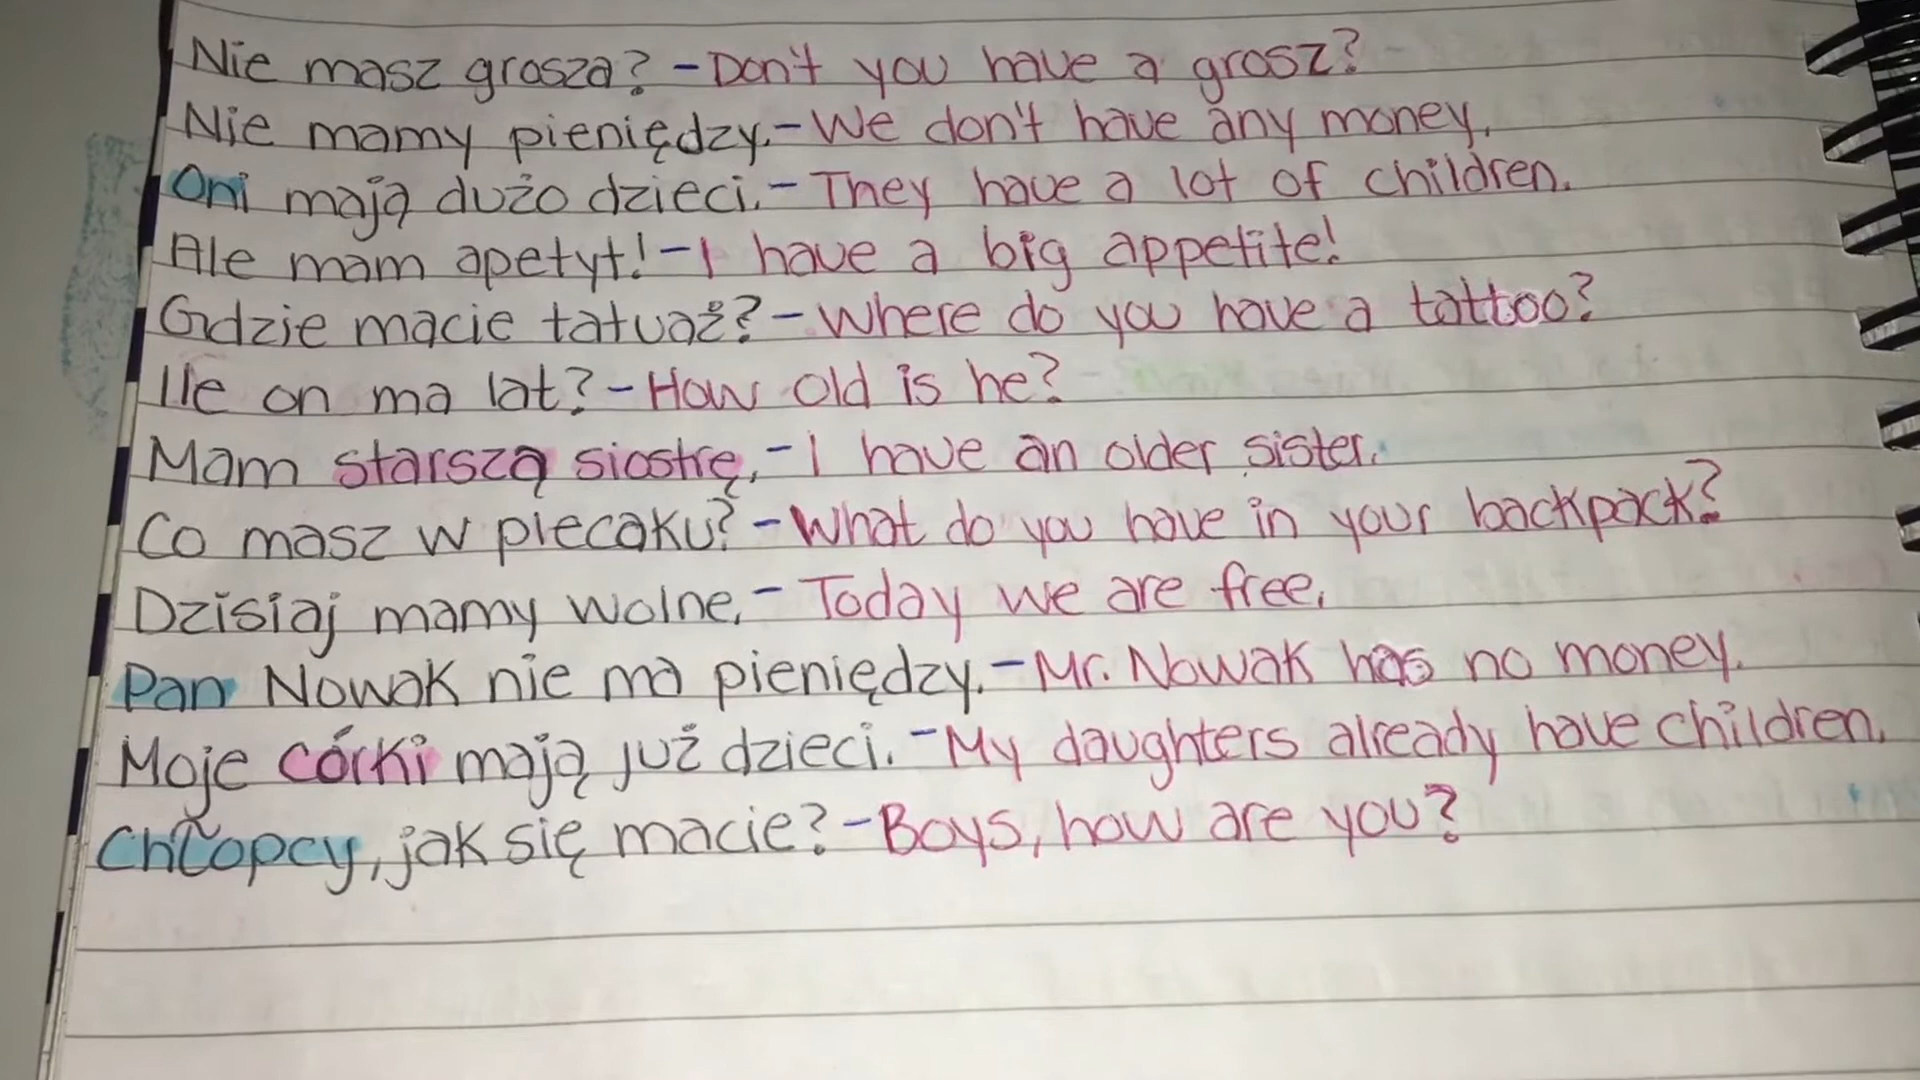 Nie masz grosza? - Don't you have a grosz?
Nie mamy pieniędzy. - We don't have any money.
Oni mają dużo dzieci. - They have a lot of children.
Ale mam apetyt! - I have a big appetite!
Gdzie macie tatuaż? - Where do you have a tattoo?
Ile on ma lat? - How old is he?
Mam starszą siostrę. - I have an older sister.
Co masz w plecaku? - What do you have in your backpack?
Dzisiaj mamy wolne. - Today we are free.
Pan Nowak nie ma pieniędzy. - Mr. Nowak has no money.
Moje córki mają już dzieci. - My daughters already have children.
Chłopcy, jak się macie? - Boys, how are you?